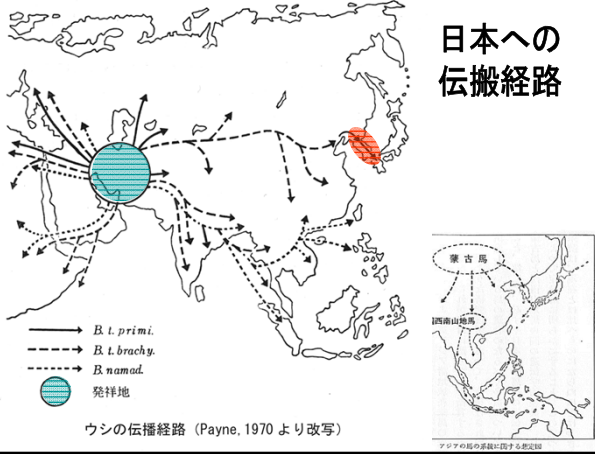 日本への
伝搬経路
蒙古馬
西南山地馬
B. t. primi.
B. t. brachy.
B. namad.
発祥地
ウシの伝播経路(Payne, 1970 より改写)
アジアの馬の系統に関する想定図